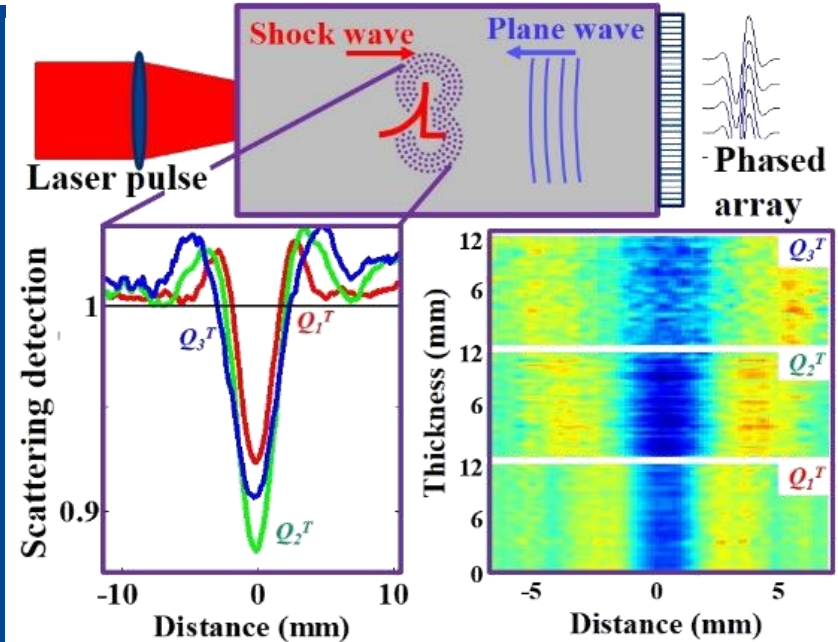 Shock wave
Plane wave
Laser pulse
Phased
array
Scattering detection
1
0.9
Q₃ᵀ
Q₁ᵀ
Q₂ᵀ
-10
0
10
Distance (mm)
Thickness (mm)
12
6
12
6
12
6
0
Q₃ᵀ
Q₂ᵀ
Q₁ᵀ
-5
0
5
Distance (mm)